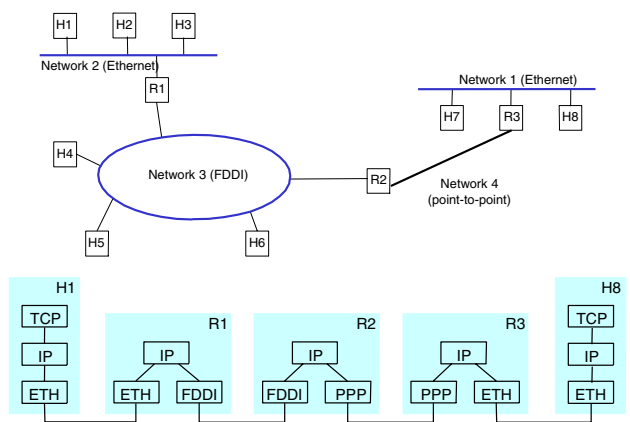 H1 H2 H3
Network 2 (Ethernet)
R1
Network 1 (Ethernet)
H7 R3 H8
H4
Network 3 (FDDI)
R2
Network 4
(point-to-point)
H5
H6
H1
TCP
IP
ETH
R1
IP
ETH FDDI
R2
IP
FDDI PPP
R3
IP
PPP ETH
H8
TCP
IP
ETH